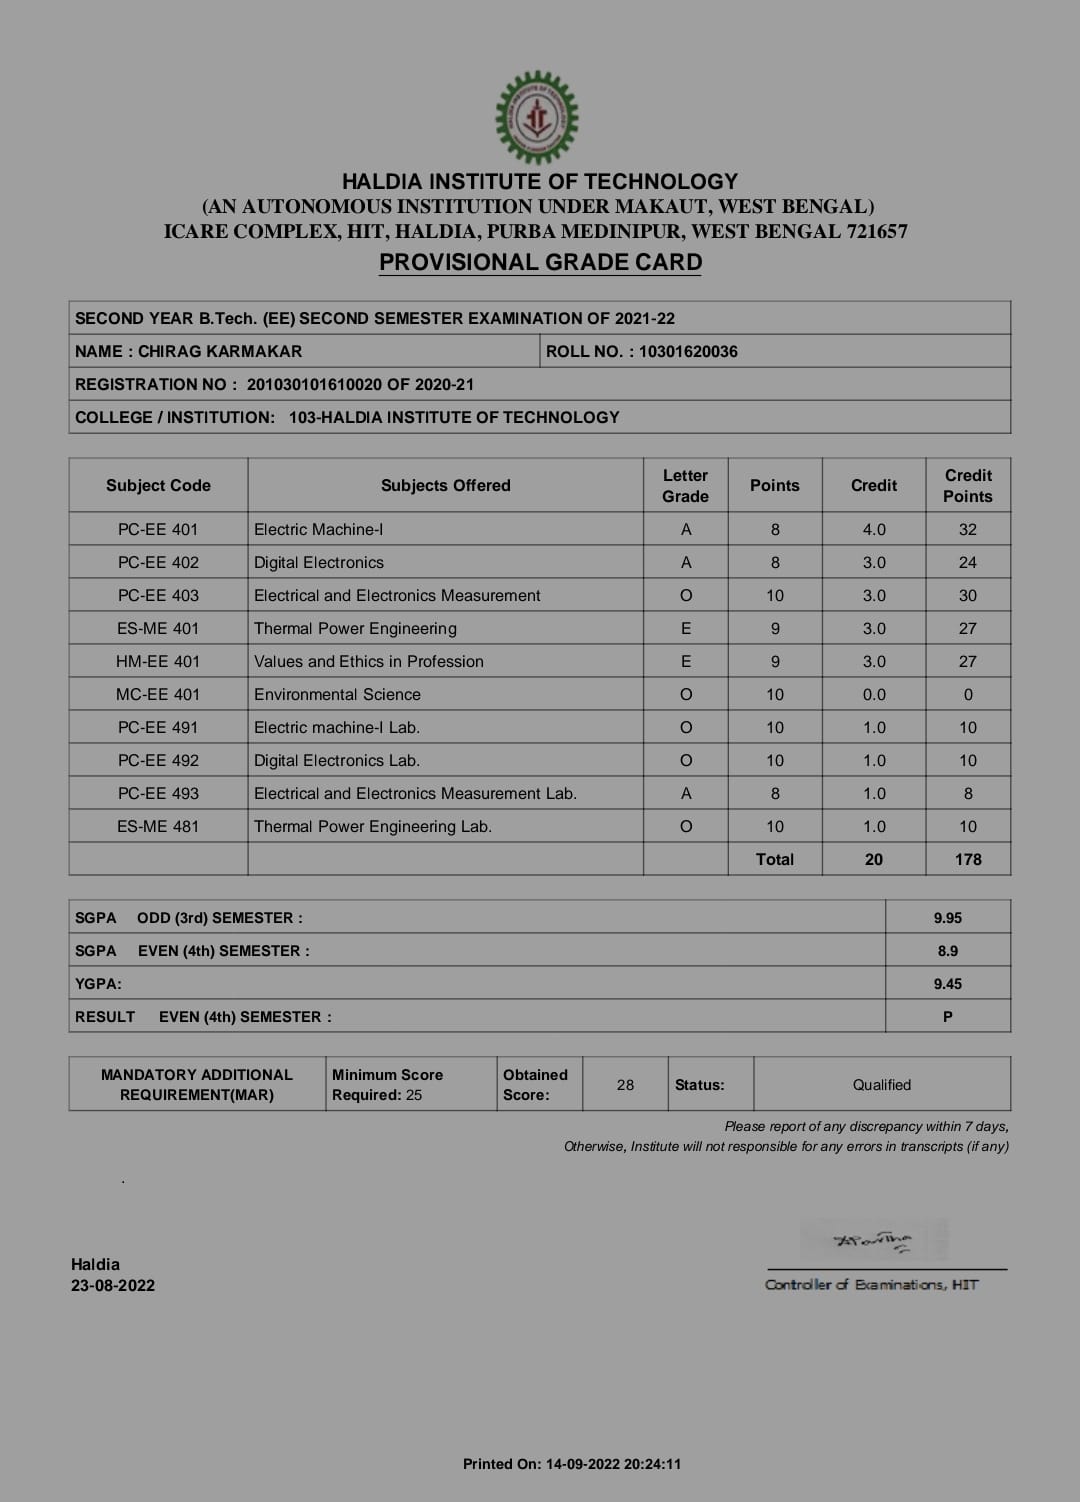 HALDIA INSTITUTE OF TECHNOLOGY
(AN AUTONOMOUS INSTITUTION UNDER MAKAUT, WEST BENGAL)
ICARE COMPLEX, HIT, HALDIA, PURBA MEDINIPUR, WEST BENGAL 721657
PROVISIONAL GRADE CARD
SECOND YEAR B.Tech. (EE) SECOND SEMESTER EXAMINATION OF 2021-22
NAME : CHIRAG KARMAKAR ROLL NO. : 10301620036
REGISTRATION NO : 201030101610020 OF 2020-21
COLLEGE / INSTITUTION: 103-HALDIA INSTITUTE OF TECHNOLOGY
Subject Code Subjects Offered Letter Grade Points Credit Credit Points
PC-EE 401 Electric Machine-I A 8 4.0 32
PC-EE 402 Digital Electronics A 8 3.0 24
PC-EE 403 Electrical and Electronics Measurement O 10 3.0 30
ES-ME 401 Thermal Power Engineering E 9 3.0 27
HM-EE 401 Values and Ethics in Profession E 9 3.0 27
MC-EE 401 Environmental Science O 10 0.0 0
PC-EE 491 Electric machine-I Lab. O 10 1.0 10
PC-EE 492 Digital Electronics Lab. O 10 1.0 10
PC-EE 493 Electrical and Electronics Measurement Lab. A 8 1.0 8
ES-ME 481 Thermal Power Engineering Lab. O 10 1.0 10
Total 20 178
SGPA ODD (3rd) SEMESTER : 9.95
SGPA EVEN (4th) SEMESTER : 8.9
YGPA: 9.45
RESULT EVEN (4th) SEMESTER : P
MANDATORY ADDITIONAL REQUIREMENT(MAR) Minimum Score Required: 25 Obtained Score: 28 Status: Qualified
Please report of any discrepancy within 7 days,
Otherwise, Institute will not responsible for any errors in transcripts (if any)
.
Haldia
23-08-2022
Controller of Examinations, HIT
Printed On: 14-09-2022 20:24:11